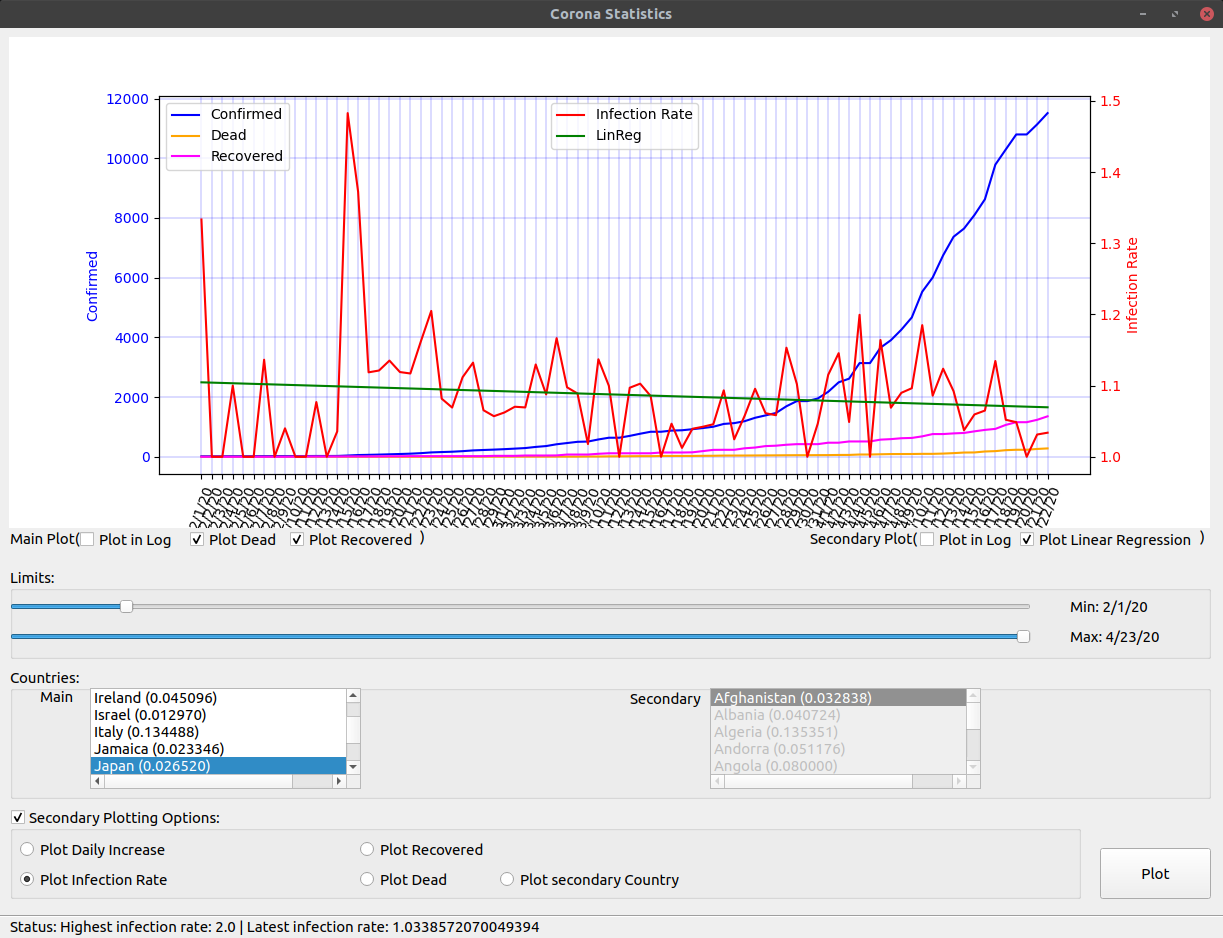 Corona Statistics
Confirmed
Dead
Recovered
Infection Rate
LinReg
12000
10000
8000
6000
4000
2000
0
Confirmed
1.5
1.4
1.3
1.2
1.1
1.0
Infection Rate
Main Plot( Plot in Log Plot Dead Plot Recovered )
Secondary Plot( Plot in Log Plot Linear Regression )
Limits:
Min: 2/1/20
Max: 4/23/20
Countries:
Main
Ireland (0.045096)
Israel (0.012970)
Italy (0.134488)
Jamaica (0.023346)
Japan (0.026520)
Secondary
Afghanistan (0.032838)
Albania (0.040724)
Algeria (0.135351)
Andorra (0.051176)
Angola (0.080000)
Secondary Plotting Options:
Plot Daily Increase
Plot Recovered
Plot Infection Rate
Plot Dead
Plot secondary Country
Plot
Status: Highest infection rate: 2.0 | Latest infection rate: 1.0338572070049394